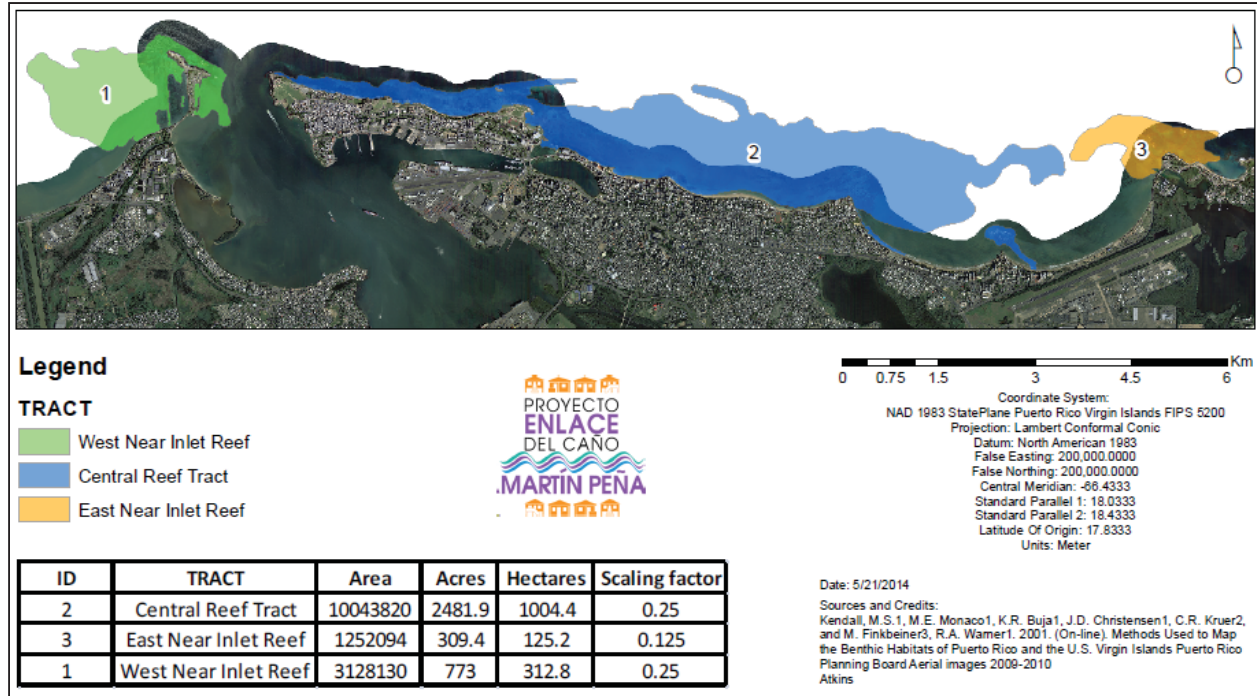 1
2
3
Legend
TRACT
West Near Inlet Reef
Central Reef Tract
East Near Inlet Reef
PROYECTO
ENLACE
DEL CAÑO
MARTÍN PEÑA
Km
0 0.75 1.5 3 4.5 6
Coordinate System:
NAD 1983 StatePlane Puerto Rico Virgin Islands FIPS 5200
Projection: Lambert Conformal Conic
Datum: North American 1983
False Easting: 200,000.0000
False Northing: 200,000.0000
Central Meridian: -66.4333
Standard Parallel 1: 18.0333
Standard Parallel 2: 18.4333
Latitude Of Origin: 17.8333
Units: Meter
ID TRACT Area Acres Hectares Scaling factor
2 Central Reef Tract 10043820 2481.9 1004.4 0.25
3 East Near Inlet Reef 1252094 309.4 125.2 0.125
1 West Near Inlet Reef 3128130 773 312.8 0.25
Date: 5/21/2014
Sources and Credits:
Kendall, M.S.1, M.E. Monaco1, K.R. Buja1, J.D. Christensen1, C.R. Kruer2,
and M. Finkbeiner3, R.A. Warner1. 2001. (On-line). Methods Used to Map
the Benthic Habitats of Puerto Rico and the U.S. Virgin Islands Puerto Rico
Planning Board Aerial images 2009-2010
Atkins